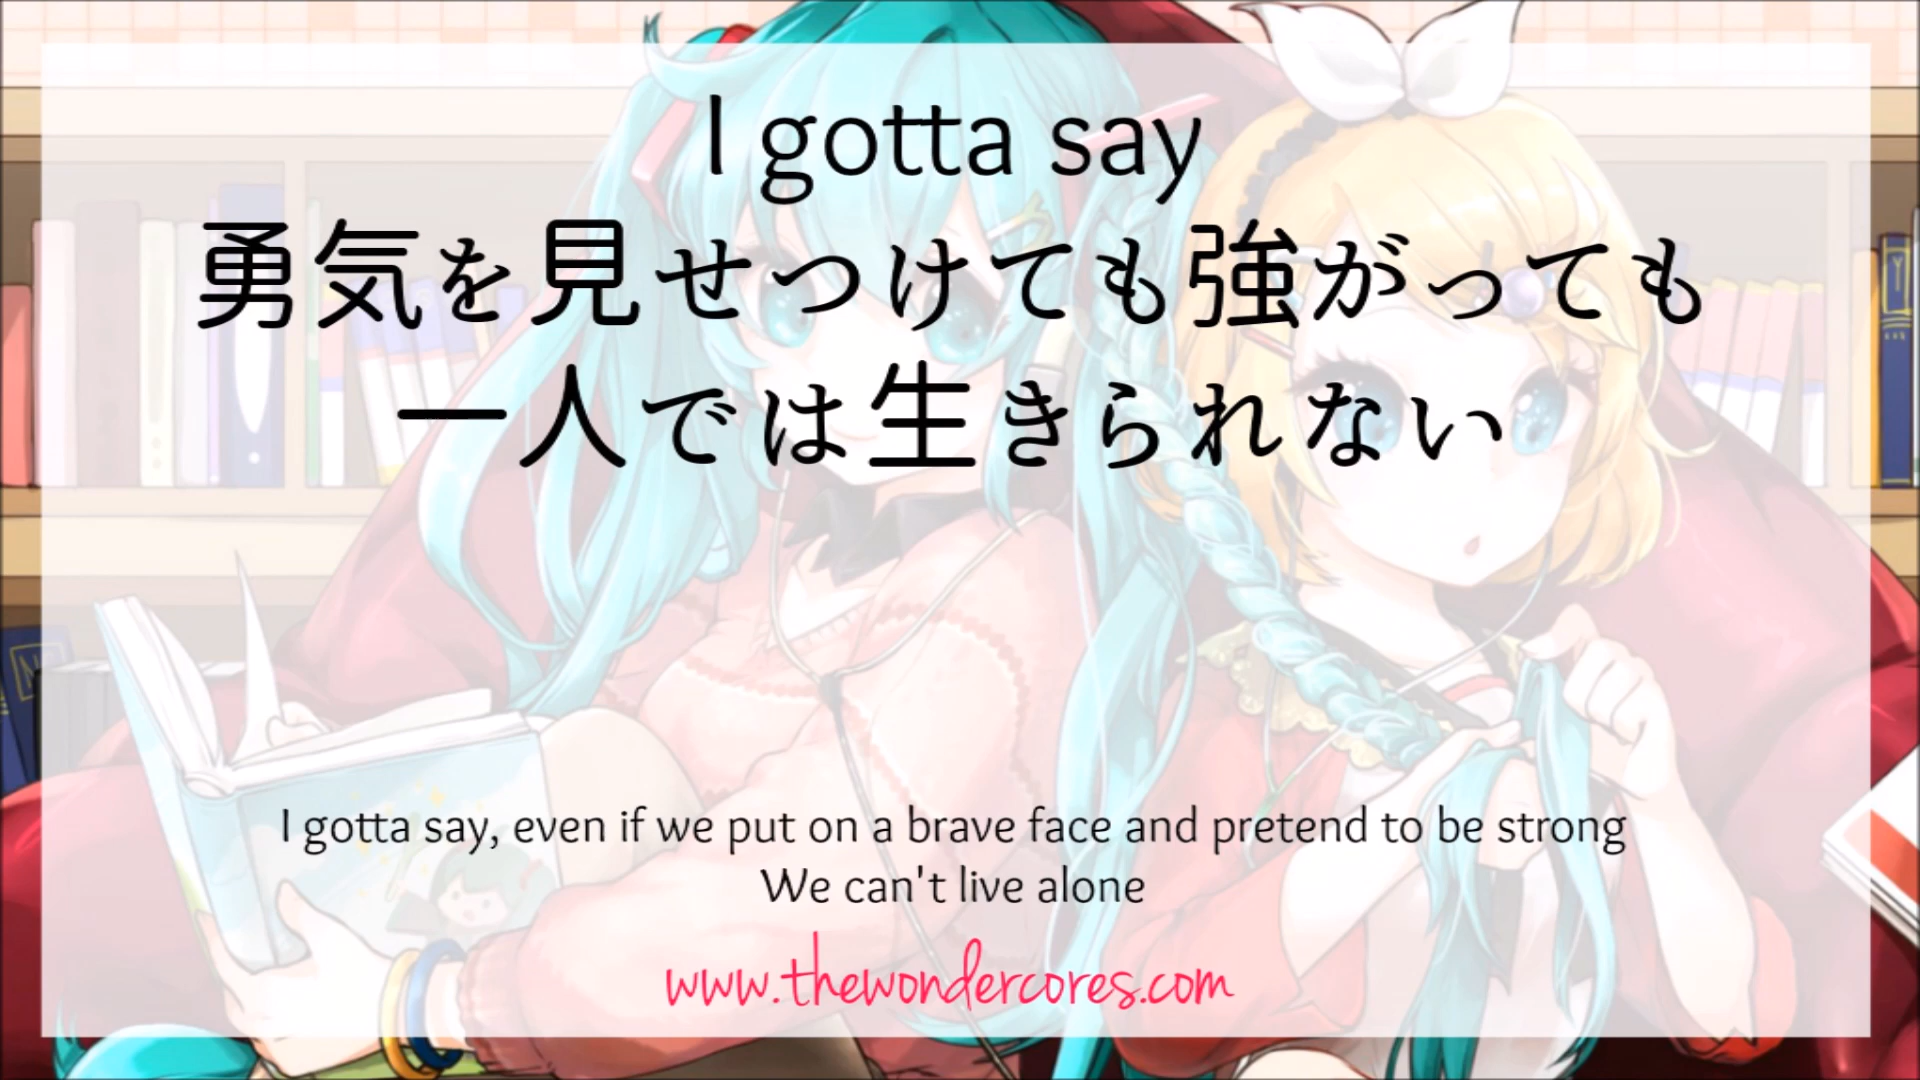 I gotta say
勇気を見せつけても強がっても
一人では生きられない
I gotta say, even if we put on a brave face and pretend to be strong
We can't live alone
www.thewondercores.com